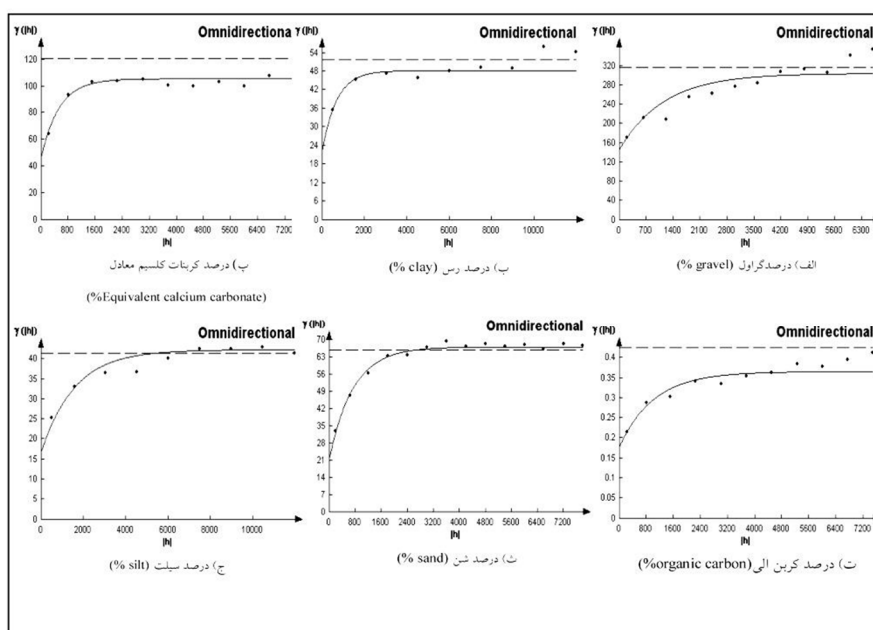 γ (|h|)
Omnidirectiona
120
100
80
60
40
20
0
0 800 1600 2400 3200 4000 4800 5600 6400 7200
|h|
پ) درصد کربنات کلسیم معادل
(%Equivalent calcium carbonate)
γ (|h|)
Omnidirectional
54
48
42
36
30
24
18
12
6
0
0 2000 4000 6000 8000 10000
|h|
ب) درصد رس (% clay)
γ (|h|)
Omnidirectional
320
280
240
200
160
120
80
40
0
0 700 1400 2100 2800 3500 4200 4900 5600 6300
|h|
الف) درصدگراول (% gravel)
γ (|h|)
Omnidirectional
40
35
30
25
20
15
10
5
0
0 2000 4000 6000 8000 10000
|h|
ج) درصد سیلت (% silt)
γ (|h|)
Omnidirectional
70
63
56
49
42
35
28
21
14
7
0
0 800 1600 2400 3200 4000 4800 5600 6400 7200
|h|
ث) درصد شن (% sand)
γ (|h|)
Omnidirectional
0.4
0.35
0.3
0.25
0.2
0.15
0.1
0.05
0
0 800 1600 2400 3200 4000 4800 5600 6400 7200
|h|
ت) درصد کربن الی (%organic carbon)